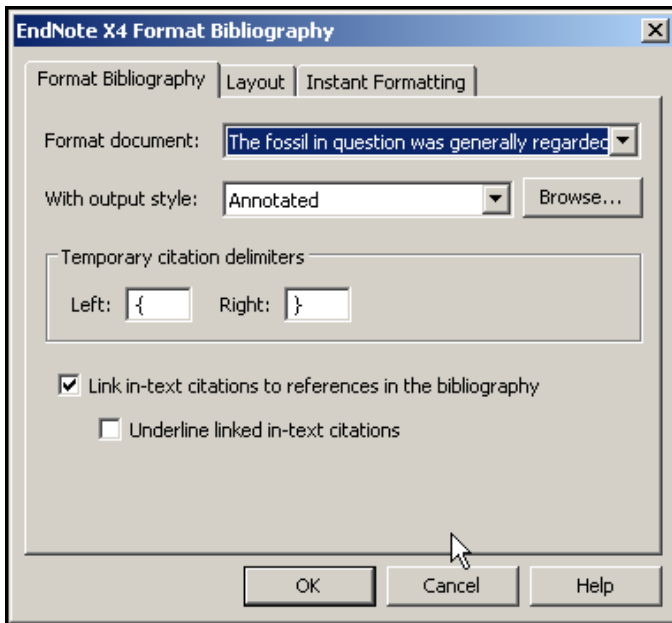 EndNote X4 Format Bibliography
Format Bibliography Layout Instant Formatting
Format document: The fossil in question was generally regarded
With output style: Annotated Browse...
Temporary citation delimiters
Left: { Right: }
Link in-text citations to references in the bibliography
Underline linked in-text citations
OK Cancel Help